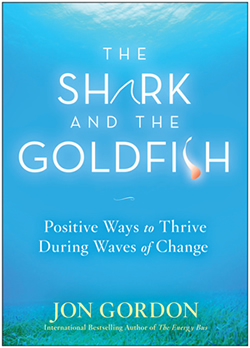 THE
SHARK
AND THE
GOLDFISH
Positive Ways to Thrive
During Waves of Change
JON GORDON
International Bestselling Author of The Energy Bus